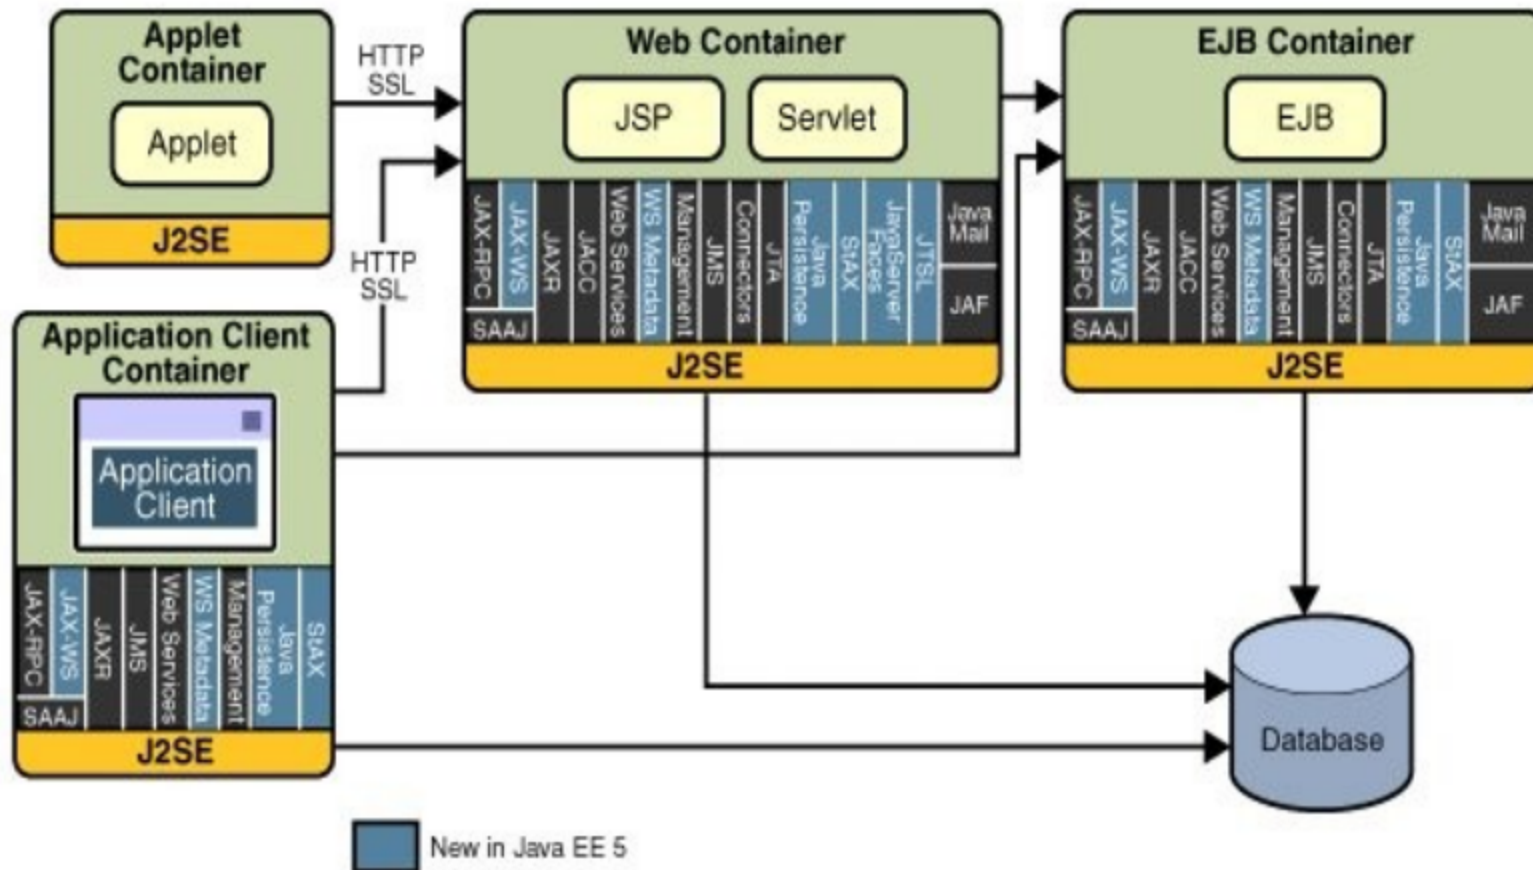 Applet
Container
Applet
J2SE
HTTP
SSL
HTTP
SSL
Web Container
JSP
Servlet
JAX-RPC
JAX-WS
SAAJ
JAXR
JACC
Web Services
WS Metadata
Management
JMS
Connectors
JTA
Java
Persistence
StAX
JavaServer
Faces
JTSL
Java
Mail
JAF
J2SE
EJB Container
EJB
JAX-RPC
JAX-WS
SAAJ
JAXR
JACC
Web Services
WS Metadata
Management
JMS
Connectors
JTA
Java
Persistence
StAX
Java
Mail
JAF
J2SE
Application Client
Container
Application
Client
JAX-RPC
JAX-WS
SAAJ
JAXR
JMS
Web Services
WS Metadata
Management
Java
Persistence
StAX
J2SE
Database
New in Java EE 5